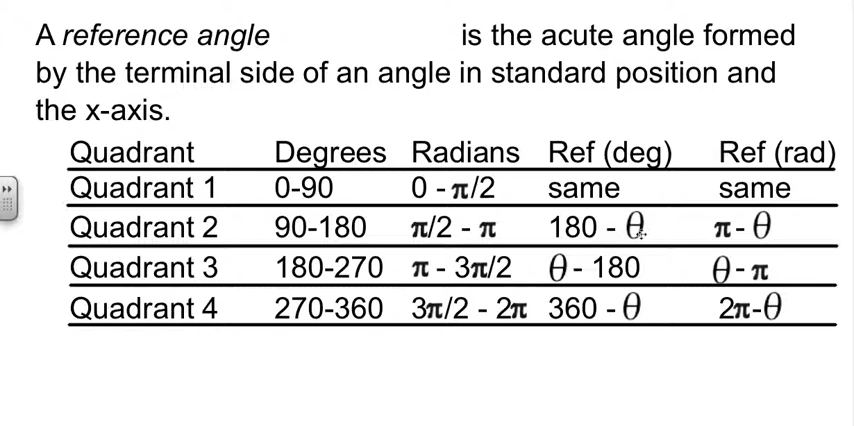 A reference angle is the acute angle formed
by the terminal side of an angle in standard position and
the x-axis.
Quadrant Degrees Radians Ref (deg) Ref (rad)
Quadrant 1 0-90 0 - π/2 same same
Quadrant 2 90-180 π/2 - π 180 - θ π - θ
Quadrant 3 180-270 π - 3π/2 θ - 180 θ - π
Quadrant 4 270-360 3π/2 - 2π 360 - θ 2π-θ